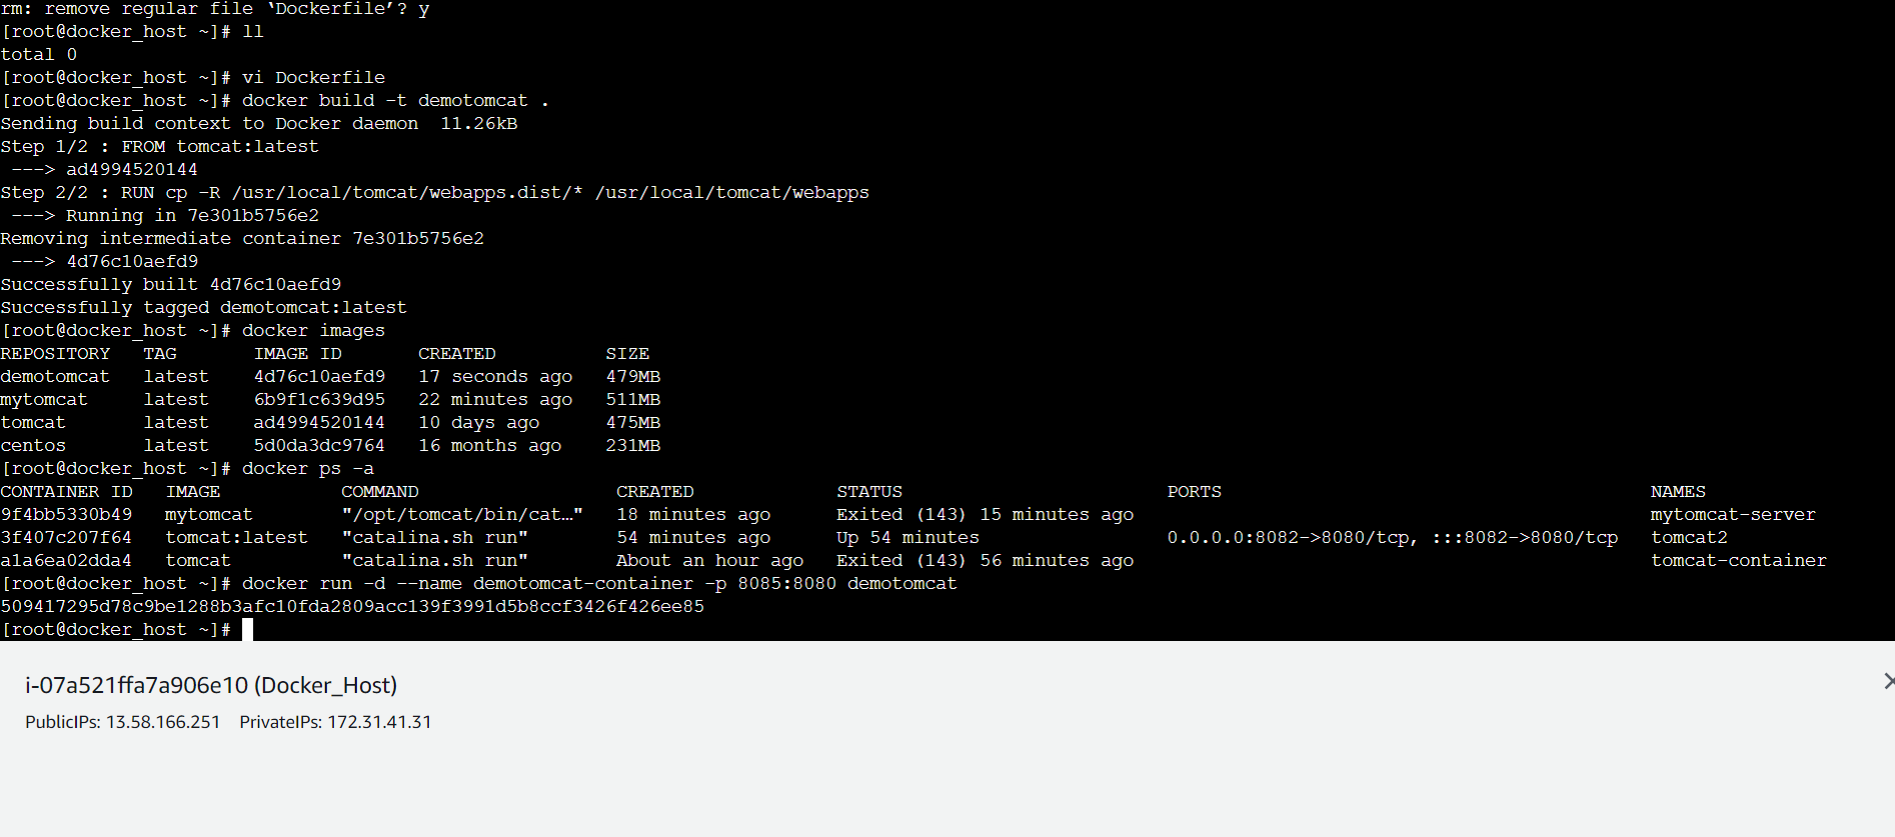 rm: remove regular file ‘Dockerfile’? y
[root@docker_host ~]# ll
total 0
[root@docker_host ~]# vi Dockerfile
[root@docker_host ~]# docker build -t demotomcat .
Sending build context to Docker daemon  11.26kB
Step 1/2 : FROM tomcat:latest
 ---> ad4994520144
Step 2/2 : RUN cp -R /usr/local/tomcat/webapps.dist/* /usr/local/tomcat/webapps
 ---> Running in 7e301b5756e2
Removing intermediate container 7e301b5756e2
 ---> 4d76c10aefd9
Successfully built 4d76c10aefd9
Successfully tagged demotomcat:latest
[root@docker_host ~]# docker images
REPOSITORY   TAG       IMAGE ID       CREATED          SIZE
demotomcat   latest    4d76c10aefd9   17 seconds ago   479MB
mytomcat     latest    6b9f1c639d95   22 minutes ago   511MB
tomcat       latest    ad4994520144   10 days ago      475MB
centos       latest    5d0da3dc9764   16 months ago    231MB
[root@docker_host ~]# docker ps -a
CONTAINER ID   IMAGE           COMMAND                  CREATED             STATUS                        PORTS                                       NAMES
9f4bb5330b49   mytomcat        "/opt/tomcat/bin/cat…"   18 minutes ago      Exited (143) 15 minutes ago                                               mytomcat-server
3f407c207f64   tomcat:latest   "catalina.sh run"        54 minutes ago      Up 54 minutes                 0.0.0.0:8082->8080/tcp, :::8082->8080/tcp   tomcat2
a1a6ea02dda4   tomcat          "catalina.sh run"        About an hour ago   Exited (143) 56 minutes ago                                               tomcat-container
[root@docker_host ~]# docker run -d --name demotomcat-container -p 8085:8080 demotomcat
509417295d78c9be1288b3afc10fda2809acc139f3991d5b8ccf3426f426ee85
[root@docker_host ~]#
i-07a521ffa7a906e10 (Docker_Host)
PublicIPs: 13.58.166.251   PrivateIPs: 172.31.41.31